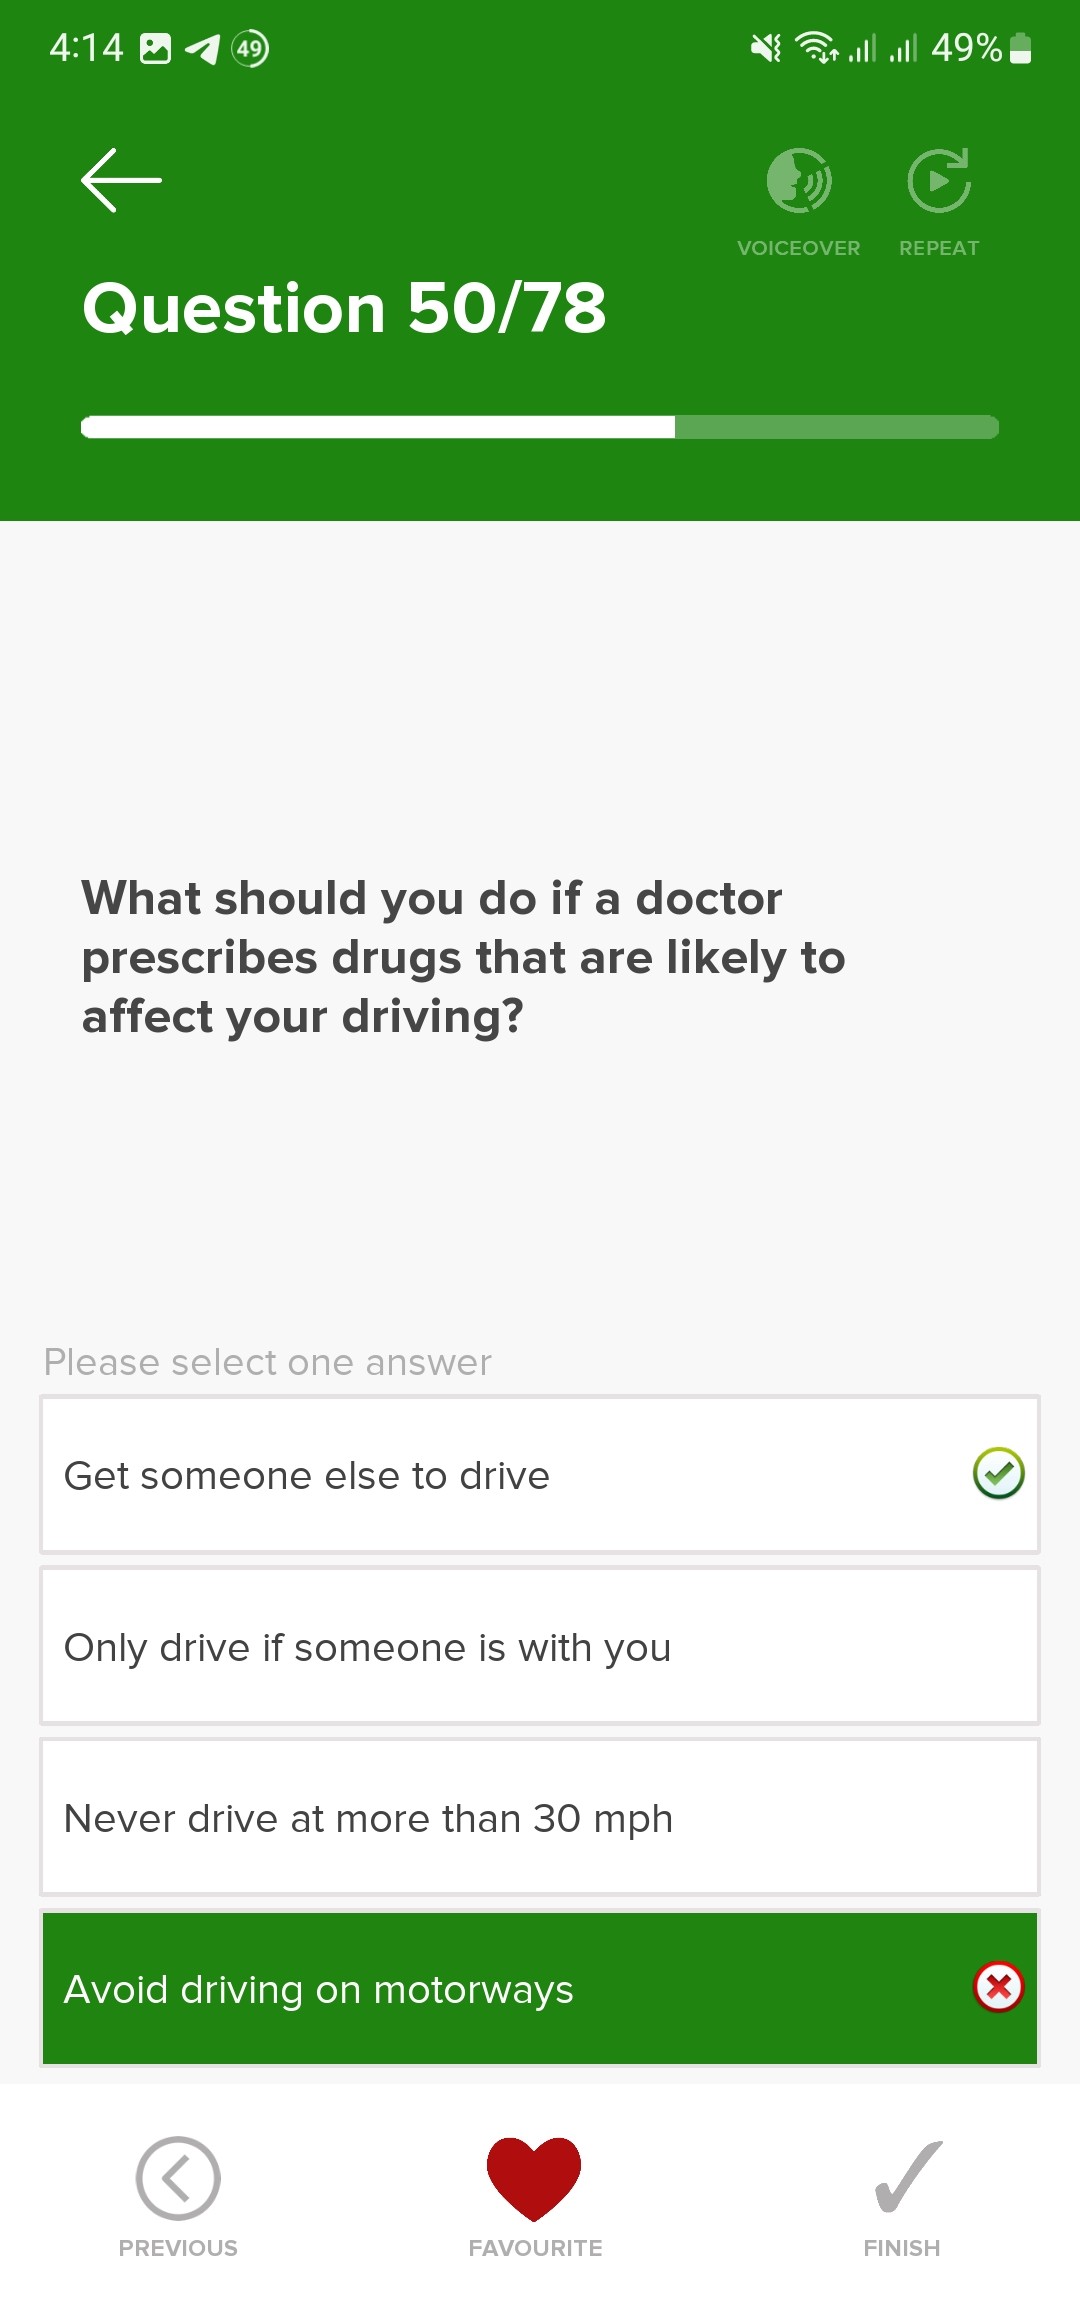 4:14 49 49%
VOICEOVER REPEAT
Question 50/78
What should you do if a doctor
prescribes drugs that are likely to
affect your driving?
Please select one answer
Get someone else to drive
Only drive if someone is with you
Never drive at more than 30 mph
Avoid driving on motorways
PREVIOUS FAVOURITE FINISH